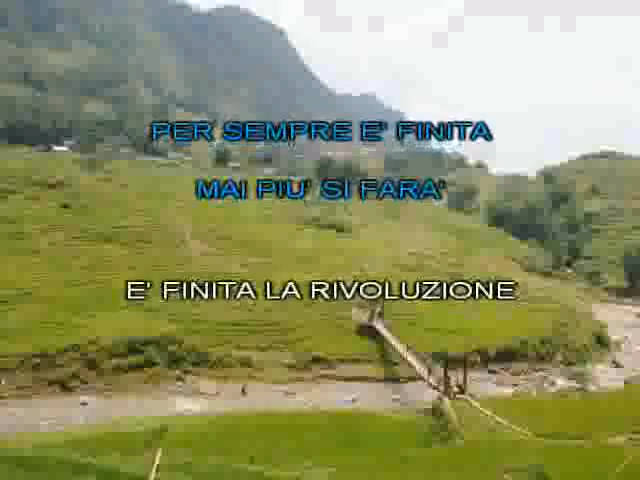 PER SEMPRE E' FINITA
MAI PIU' SI FARA'
E' FINITA LA RIVOLUZIONE